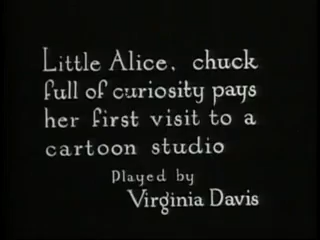 Little Alice, chuck
full of curiosity pays
her first visit to a
cartoon studio
Played by
Virginia Davis